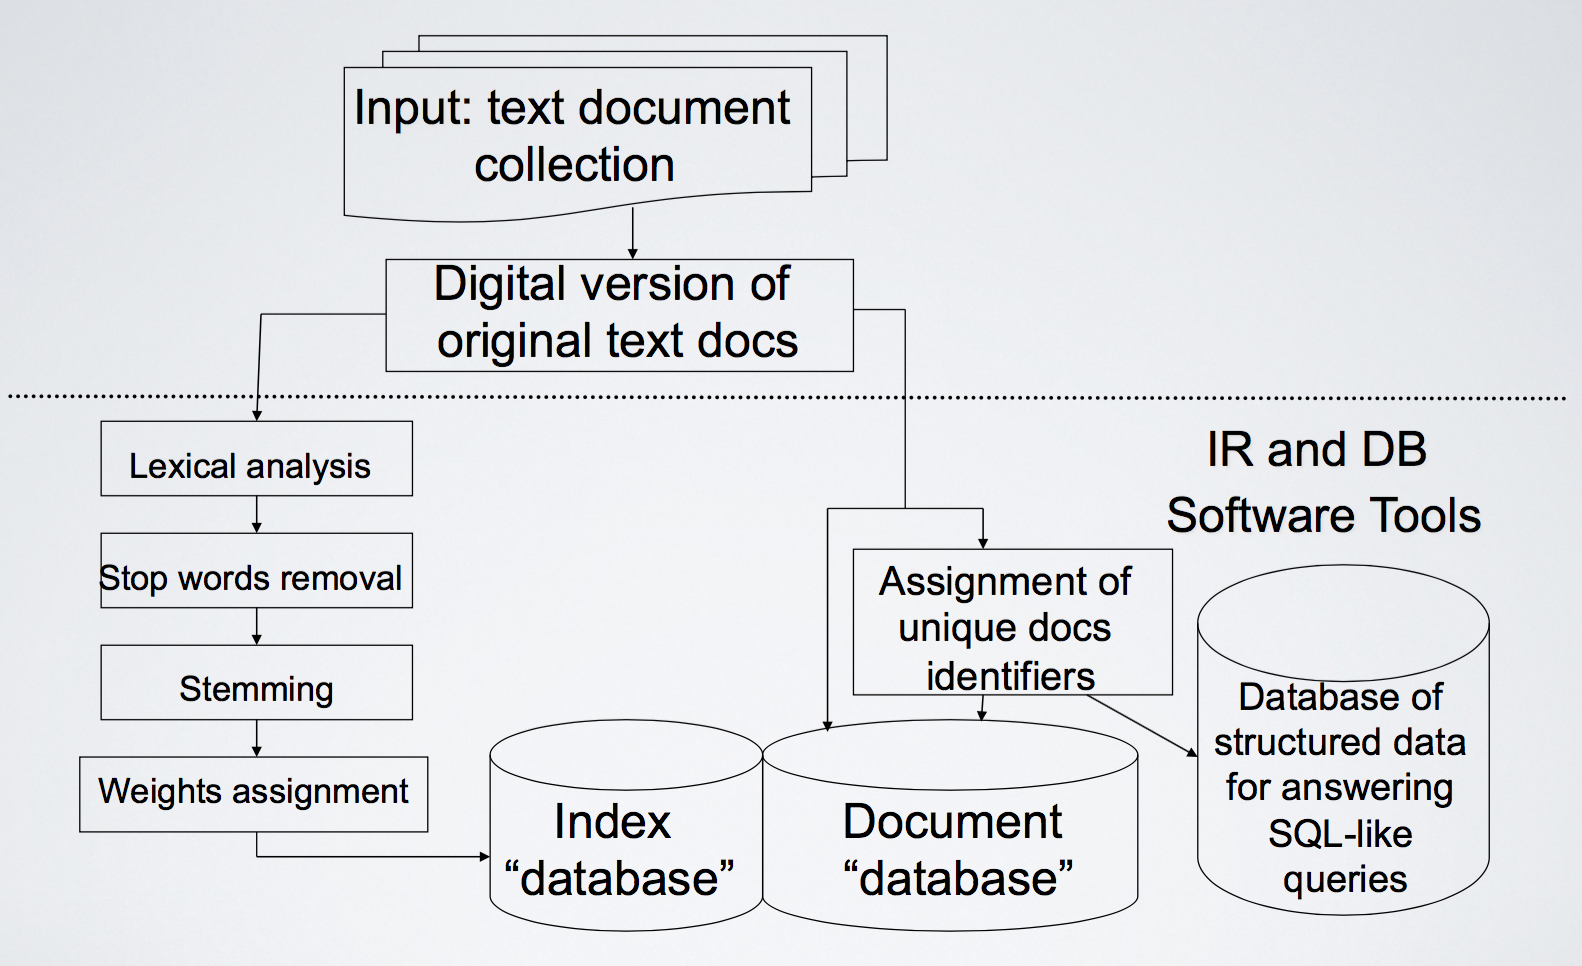 Input: text document
collection
Digital version of
original text docs
Lexical analysis
Stop words removal
Stemming
Weights assignment
IR and DB
Software Tools
Assignment of
unique docs
identifiers
Index
“database”
Document
“database”
Database of
structured data
for answering
SQL-like
queries